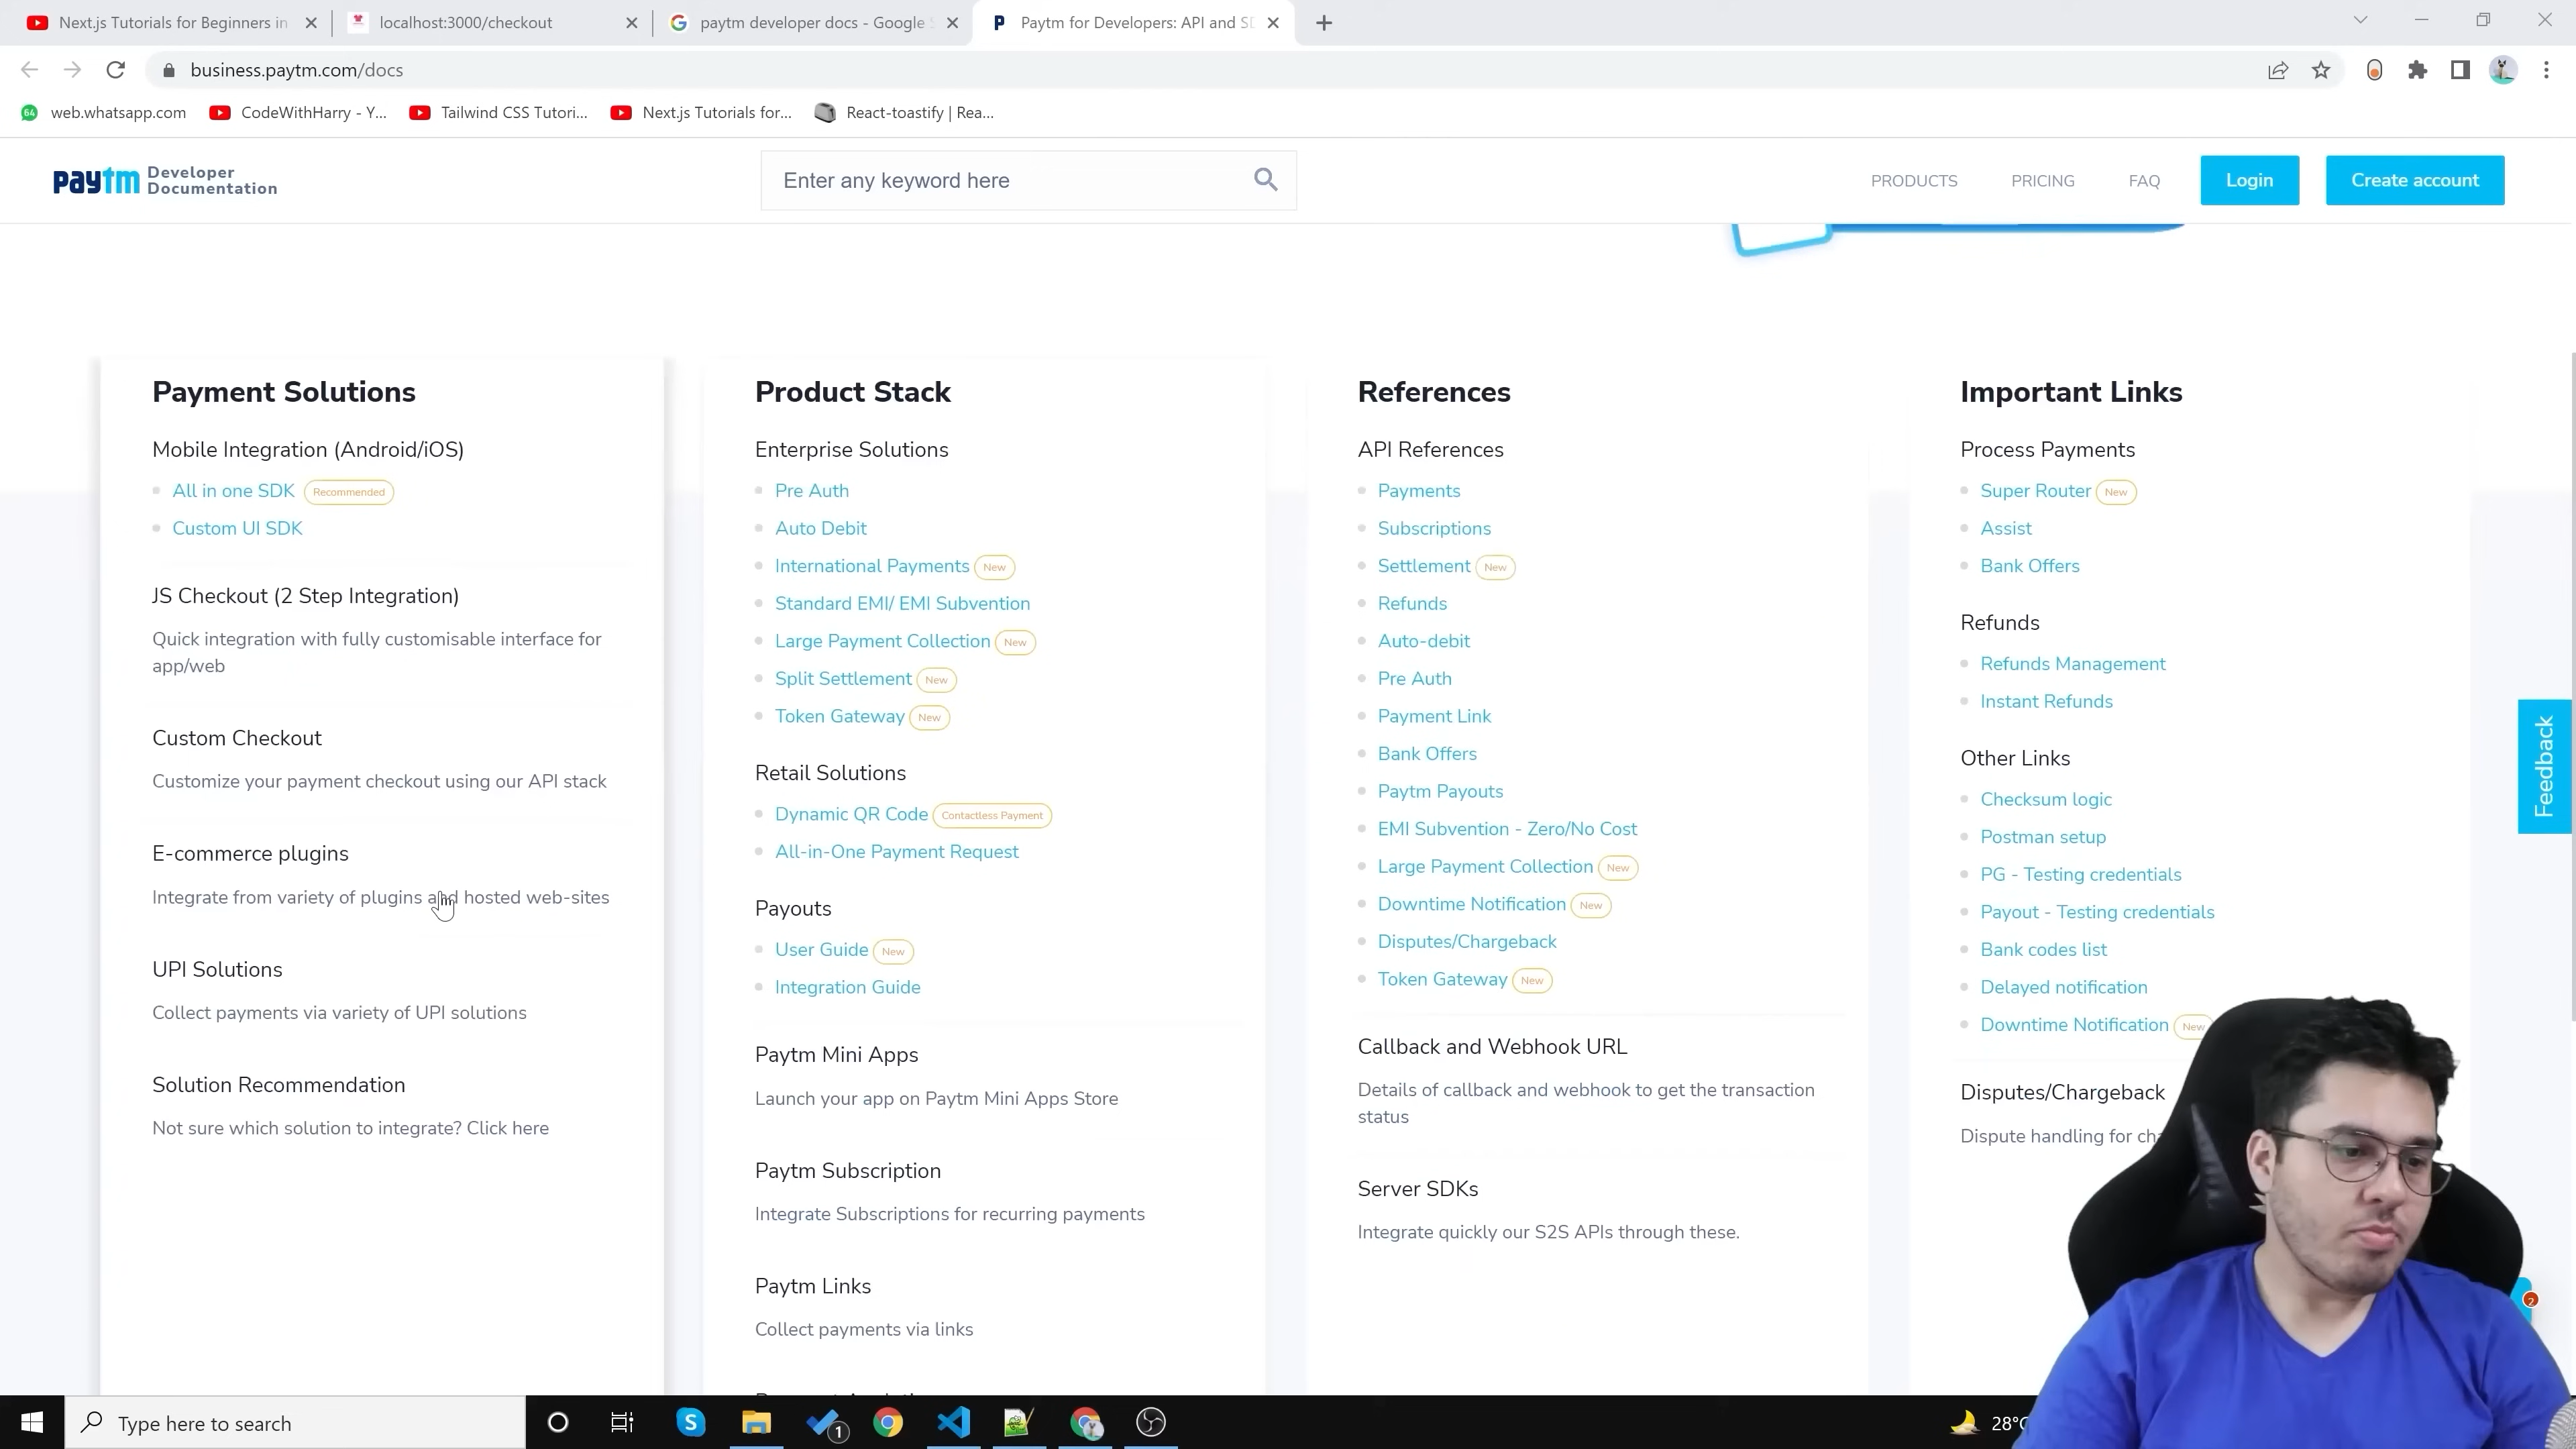 Next.js Tutorials for Beginners in
localhost:3000/checkout
paytm developer docs - Google
Paytm for Developers: API and SD
business.paytm.com/docs
web.whatsapp.com
CodeWithHarry - Y...
Tailwind CSS Tutori...
Next.js Tutorials for...
React-toastify | Rea...
paytm
Developer
Documentation
Enter any keyword here
PRODUCTS
PRICING
FAQ
Login
Create account
Payment Solutions
Mobile Integration (Android/iOS)
All in one SDK Recommended
Custom UI SDK
JS Checkout (2 Step Integration)
Quick integration with fully customisable interface for
app/web
Custom Checkout
Customize your payment checkout using our API stack
E-commerce plugins
Integrate from variety of plugins and hosted web-sites
UPI Solutions
Collect payments via variety of UPI solutions
Solution Recommendation
Not sure which solution to integrate? Click here
Product Stack
Enterprise Solutions
Pre Auth
Auto Debit
International Payments New
Standard EMI/ EMI Subvention
Large Payment Collection New
Split Settlement New
Token Gateway New
Retail Solutions
Dynamic QR Code Contactless Payment
All-in-One Payment Request
Payouts
User Guide New
Integration Guide
Paytm Mini Apps
Launch your app on Paytm Mini Apps Store
Paytm Subscription
Integrate Subscriptions for recurring payments
Paytm Links
Collect payments via links
References
API References
Payments
Subscriptions
Settlement New
Refunds
Auto-debit
Pre Auth
Payment Link
Bank Offers
Paytm Payouts
EMI Subvention - Zero/No Cost
Large Payment Collection New
Downtime Notification New
Disputes/Chargeback
Token Gateway New
Callback and Webhook URL
Details of callback and webhook to get the transaction
status
Server SDKs
Integrate quickly our S2S APIs through these.
Important Links
Process Payments
Super Router New
Assist
Bank Offers
Refunds
Refunds Management
Instant Refunds
Other Links
Checksum logic
Postman setup
PG - Testing credentials
Payout - Testing credentials
Bank codes list
Delayed notification
Downtime Notification New
Disputes/Chargeback
Dispute handling for
Feedback
2
Type here to search
1
28°